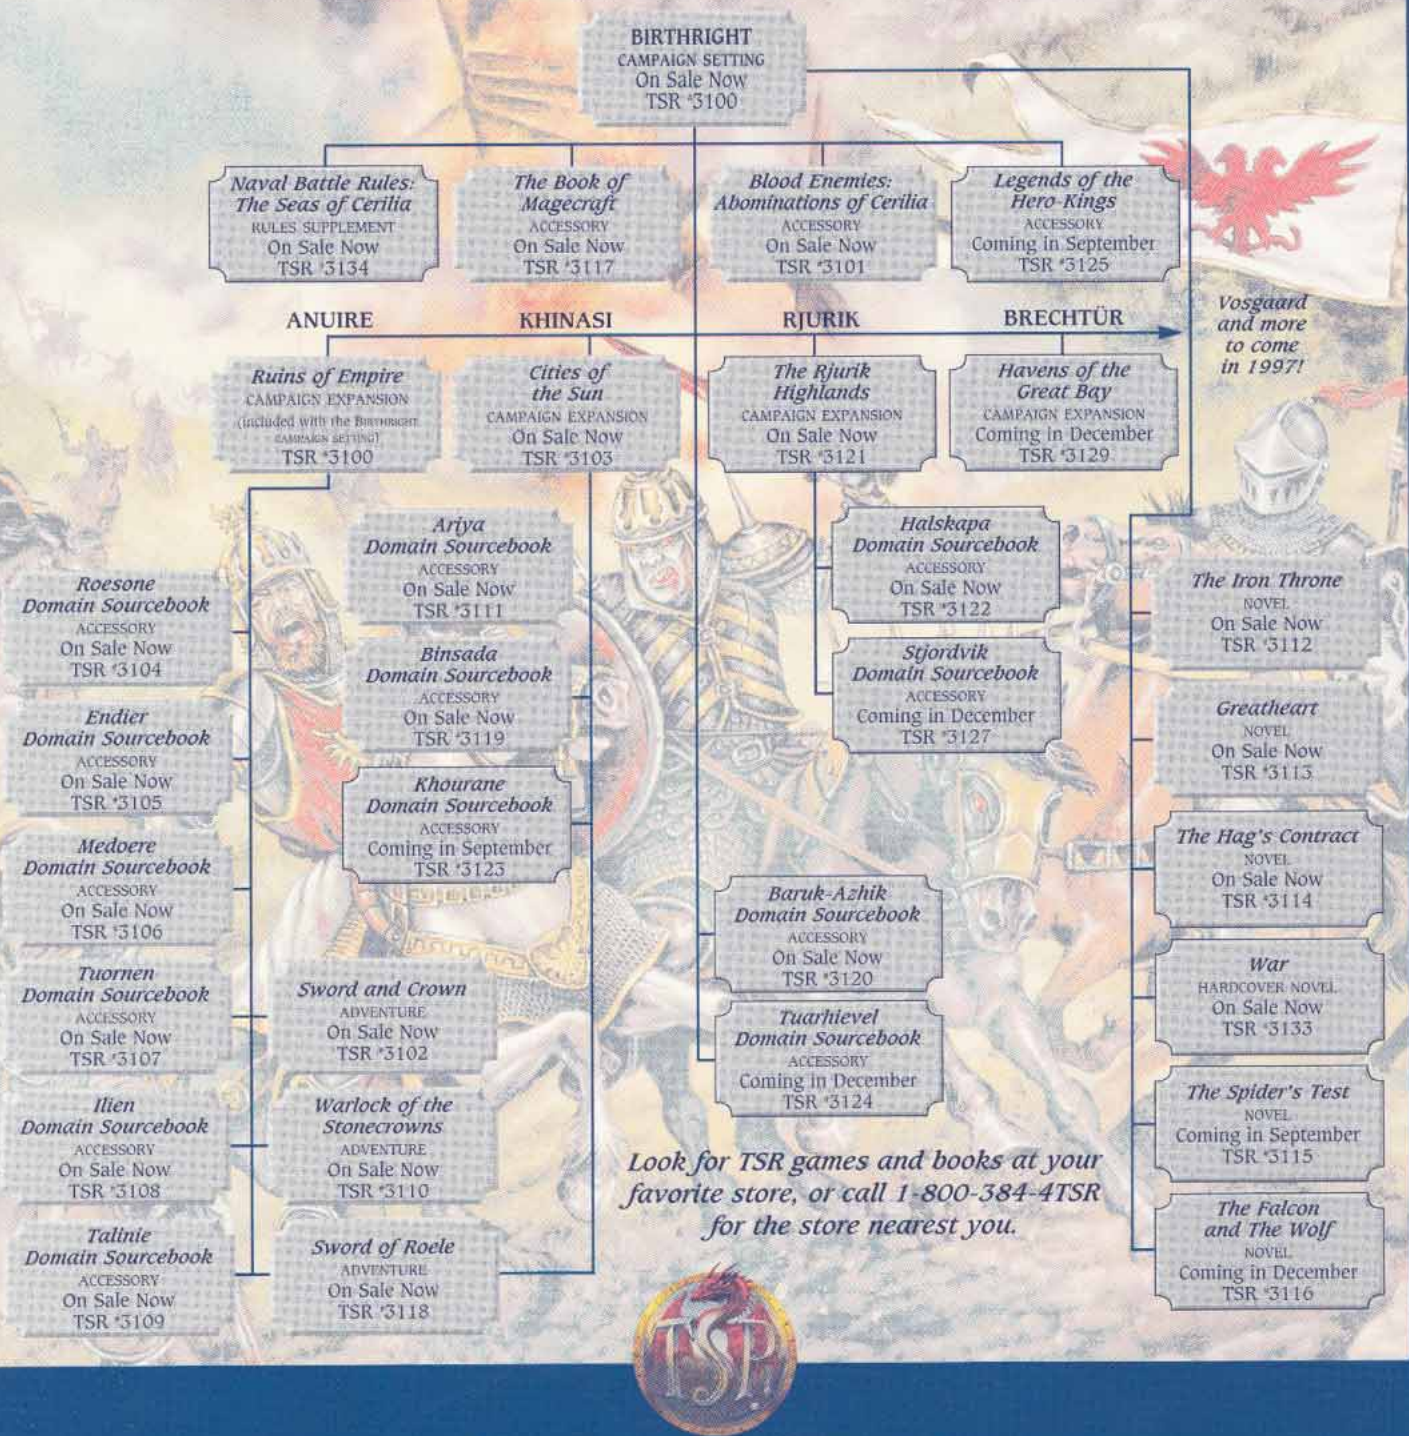 BIRTHRIGHT
CAMPAIGN SETTING
On Sale Now
TSR #3100
Naval Battle Rules:
The Seas of Cerilia
RULES SUPPLEMENT
On Sale Now
TSR #3134
The Book of
Magecraft
ACCESSORY
On Sale Now
TSR #3117
Blood Enemies:
Abominations of Cerilia
ACCESSORY
On Sale Now
TSR #3101
Legends of the
Hero-Kings
ACCESSORY
Coming in September
TSR #3125
ANUIRE
KHINASI
RJURIK
BRECHTÜR
Vosgaard
and more
to come
in 1997!
Ruins of Empire
CAMPAIGN EXPANSION
(included with the BIRTHRIGHT
CAMPAIGN SETTING)
TSR #3100
Cities of
the Sun
CAMPAIGN EXPANSION
On Sale Now
TSR #3103
The Rjurik
Highlands
CAMPAIGN EXPANSION
On Sale Now
TSR #3121
Havens of the
Great Bay
CAMPAIGN EXPANSION
Coming in December
TSR #3129
Roesone
Domain Sourcebook
ACCESSORY
On Sale Now
TSR #3104
Endier
Domain Sourcebook
ACCESSORY
On Sale Now
TSR #3105
Medoere
Domain Sourcebook
ACCESSORY
On Sale Now
TSR #3106
Tuornen
Domain Sourcebook
ACCESSORY
On Sale Now
TSR #3107
Ilien
Domain Sourcebook
ACCESSORY
On Sale Now
TSR #3108
Talinie
Domain Sourcebook
ACCESSORY
On Sale Now
TSR #3109
Ariya
Domain Sourcebook
ACCESSORY
On Sale Now
TSR #3111
Binsada
Domain Sourcebook
ACCESSORY
On Sale Now
TSR #3119
Khourane
Domain Sourcebook
ACCESSORY
Coming in September
TSR #3123
Sword and Crown
ADVENTURE
On Sale Now
TSR #3102
Warlock of the
Stonecrowns
ADVENTURE
On Sale Now
TSR #3110
Sword of Roele
ADVENTURE
On Sale Now
TSR #3118
Halskapa
Domain Sourcebook
ACCESSORY
On Sale Now
TSR #3122
Stjordvik
Domain Sourcebook
ACCESSORY
Coming in December
TSR #3127
Baruk-Azhik
Domain Sourcebook
ACCESSORY
On Sale Now
TSR #3120
Tuarhievel
Domain Sourcebook
ACCESSORY
Coming in December
TSR #3124
The Iron Throne
NOVEL
On Sale Now
TSR #3112
Greatheart
NOVEL
On Sale Now
TSR #3113
The Hag's Contract
NOVEL
On Sale Now
TSR #3114
War
HARDCOVER NOVEL
On Sale Now
TSR #3133
The Spider's Test
NOVEL
Coming in September
TSR #3115
The Falcon
and The Wolf
NOVEL
Coming in December
TSR #3116
Look for TSR games and books at your
favorite store, or call 1-800-384-4TSR
for the store nearest you.
TSR
®